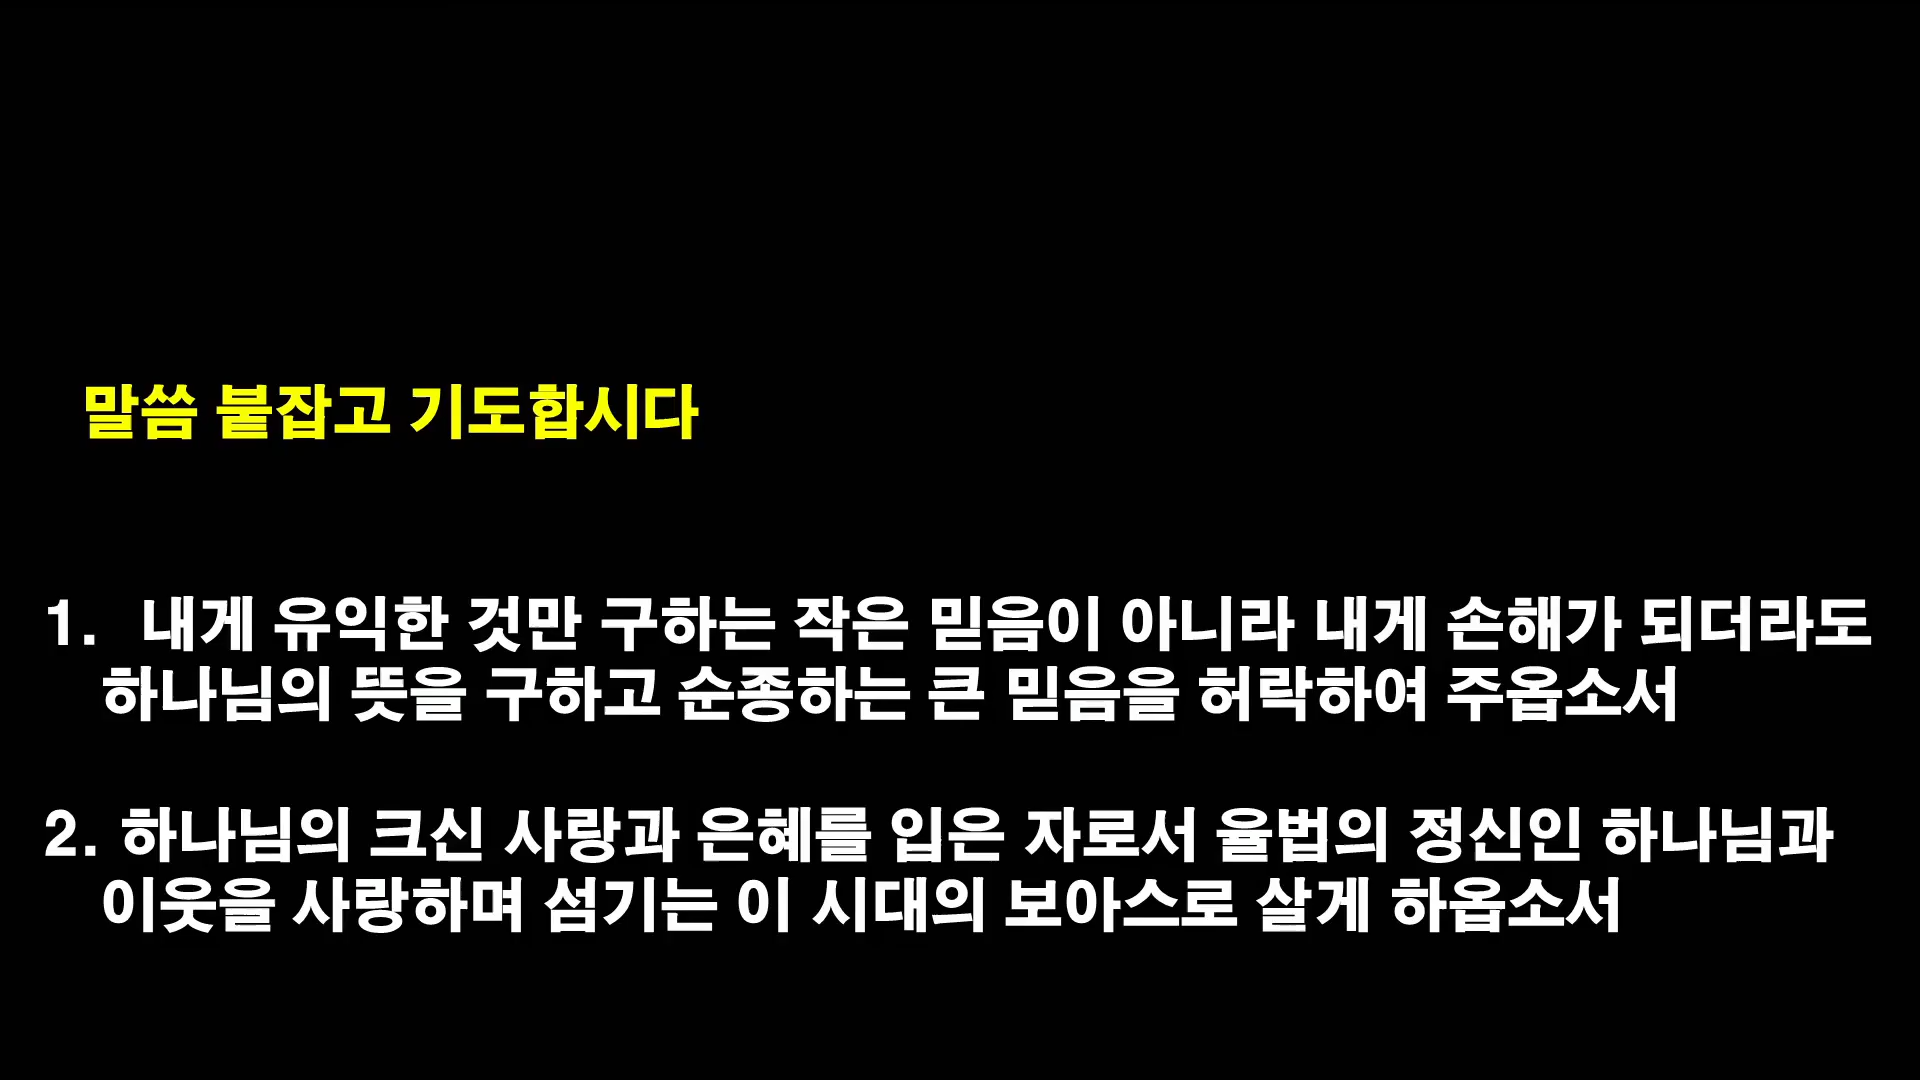 말씀 붙잡고 기도합시다
1. 내게 유익한 것만 구하는 작은 믿음이 아니라 내게 손해가 되더라도
하나님의 뜻을 구하고 순종하는 큰 믿음을 허락하여 주옵소서
2. 하나님의 크신 사랑과 은혜를 입은 자로서 율법의 정신인 하나님과
이웃을 사랑하며 섬기는 이 시대의 보아스로 살게 하옵소서